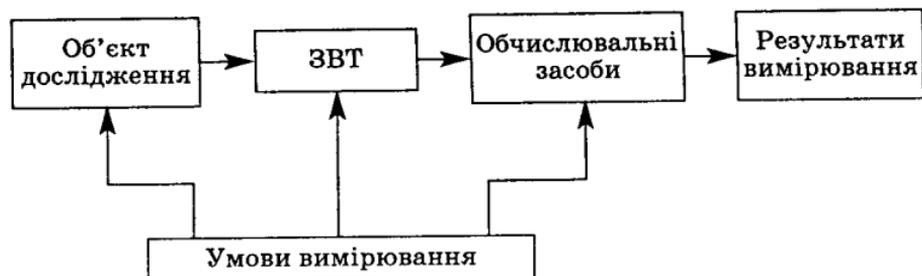 Об’єкт
дослідження
ЗВТ
Обчислювальні
засоби
Результати
вимірювання
Умови вимірювання